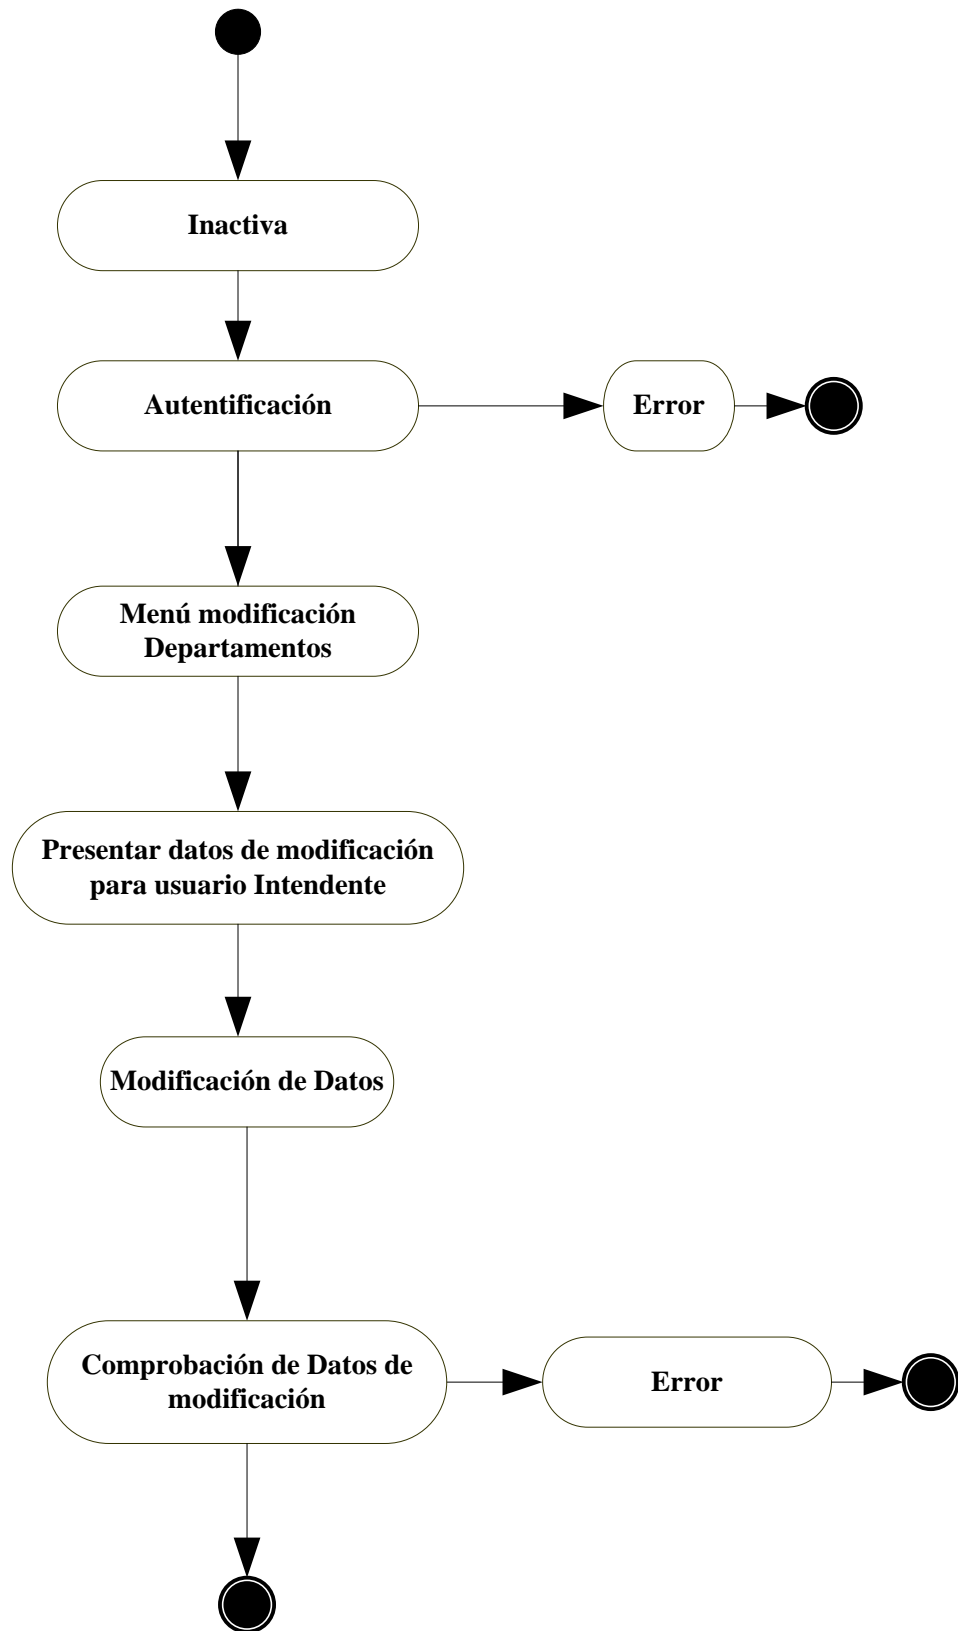 Inactiva
Autentificación
Error
Menú modificación
Departamentos
Presentar datos de modificación
para usuario Intendente
Modificación de Datos
Comprobación de Datos de
modificación
Error